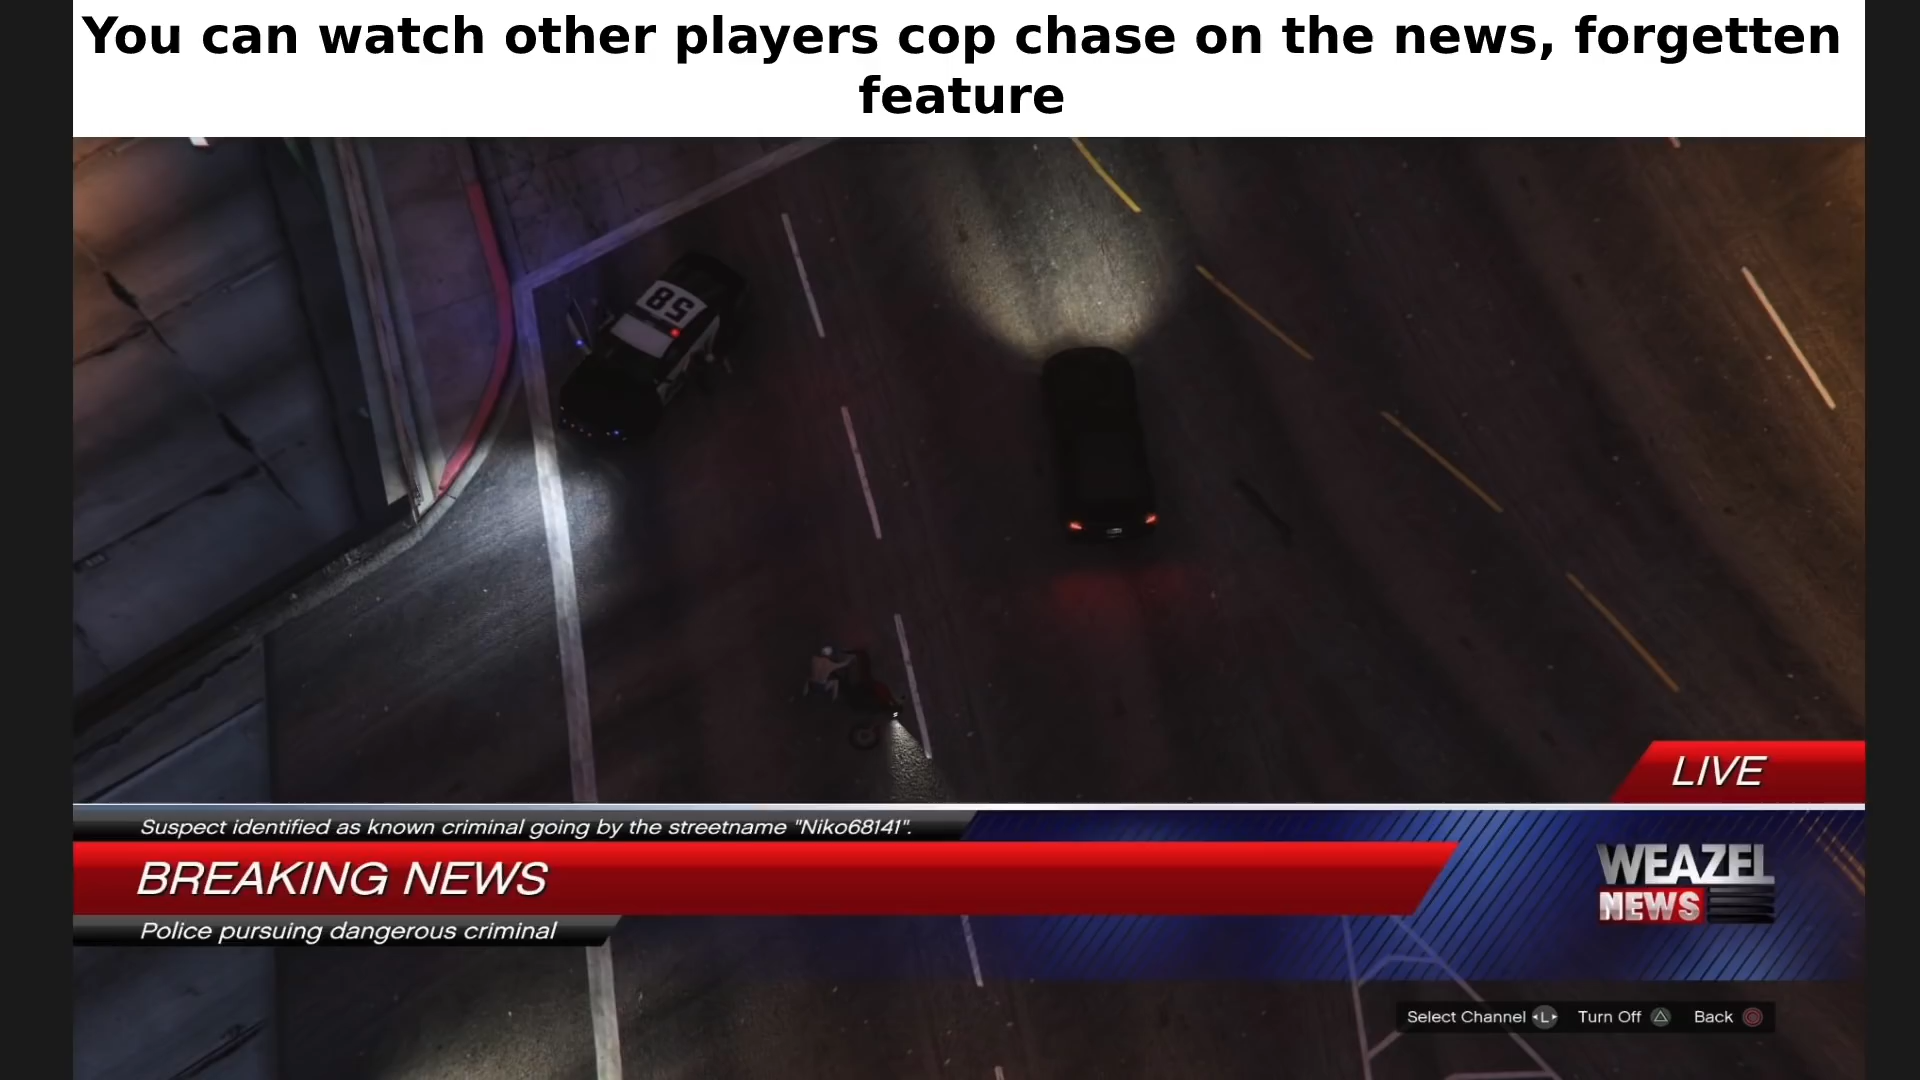 You can watch other players cop chase on the news, forgetten
feature
58
LIVE
Suspect identified as known criminal going by the streetname "Niko68141".
BREAKING NEWS
WEAZEL
NEWS
Police pursuing dangerous criminal
Select Channel L Turn Off Back